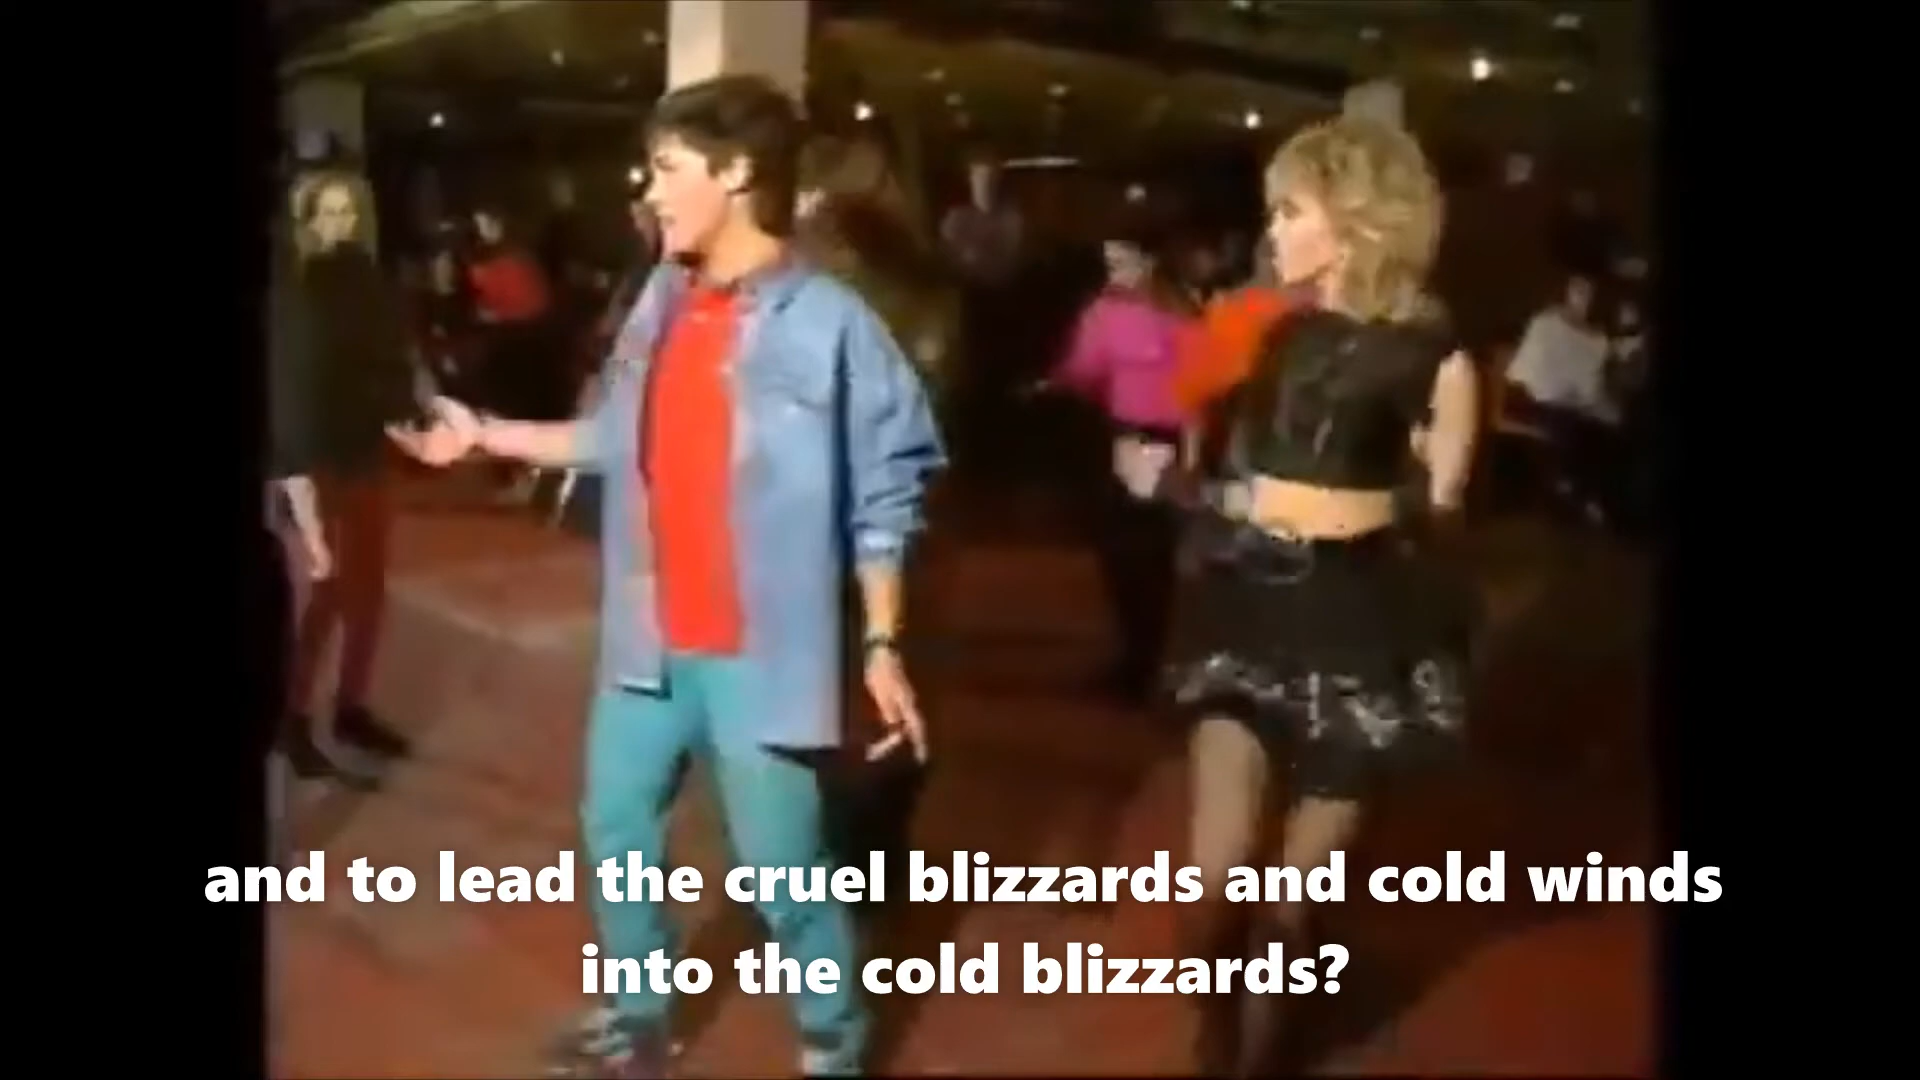 and to lead the cruel blizzards and cold winds
into the cold blizzards?